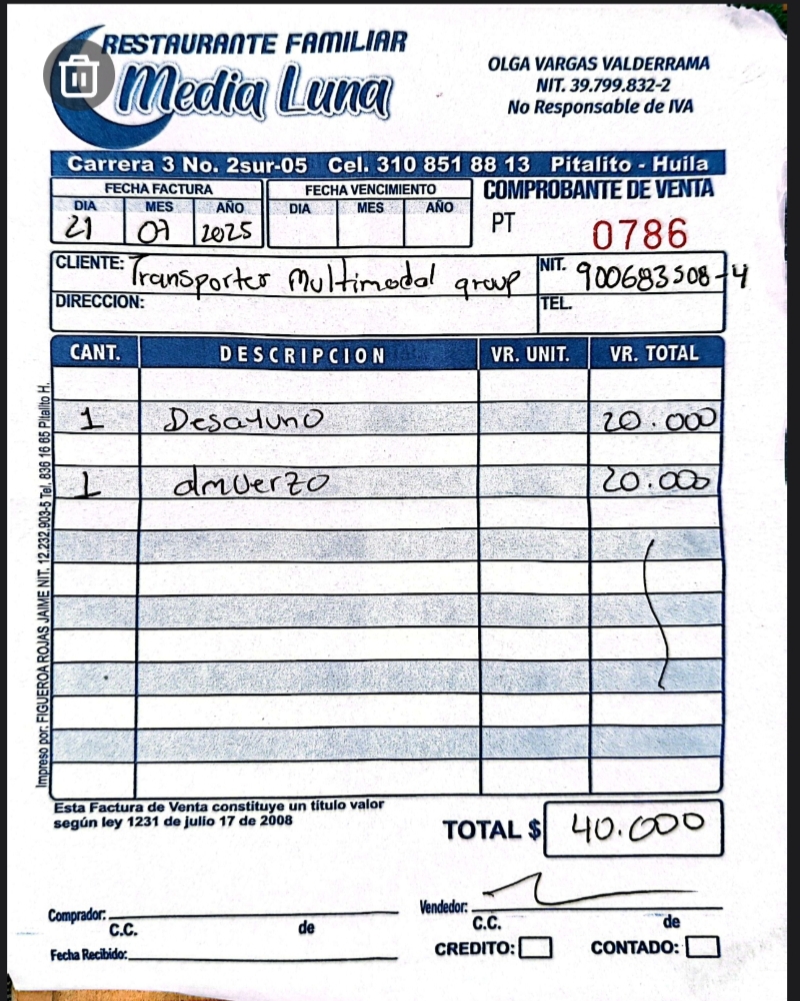 RESTAURANTE FAMILIAR
Media Luna
OLGA VARGAS VALDERRAMA
NIT. 39.799.832-2
No Responsable de IVA
Carrera 3 No. 2sur-05 Cel. 310 851 88 13 Pitalito - Huila
FECHA FACTURA FECHA VENCIMIENTO COMPROBANTE DE VENTA
DIA MES AÑO DIA MES AÑO
21 07 2025 PT 0786
CLIENTE: Transportes Multimodal group NIT. 900683508-4
DIRECCION: TEL.
CANT. DESCRIPCION VR. UNIT. VR. TOTAL
1 Desayuno 20.000
1 almuerzo 20.000
Impreso por: FIGUEROA ROJAS JAIME NIT. 12.232.903-5 Tel. 836 16 65 Pitalito H.
Esta Factura de Venta constituye un título valor
según ley 1231 de julio 17 de 2008
TOTAL $ 40.000
Comprador: Vendedor:
C.C. de C.C. de
Fecha Recibido: CREDITO: CONTADO: